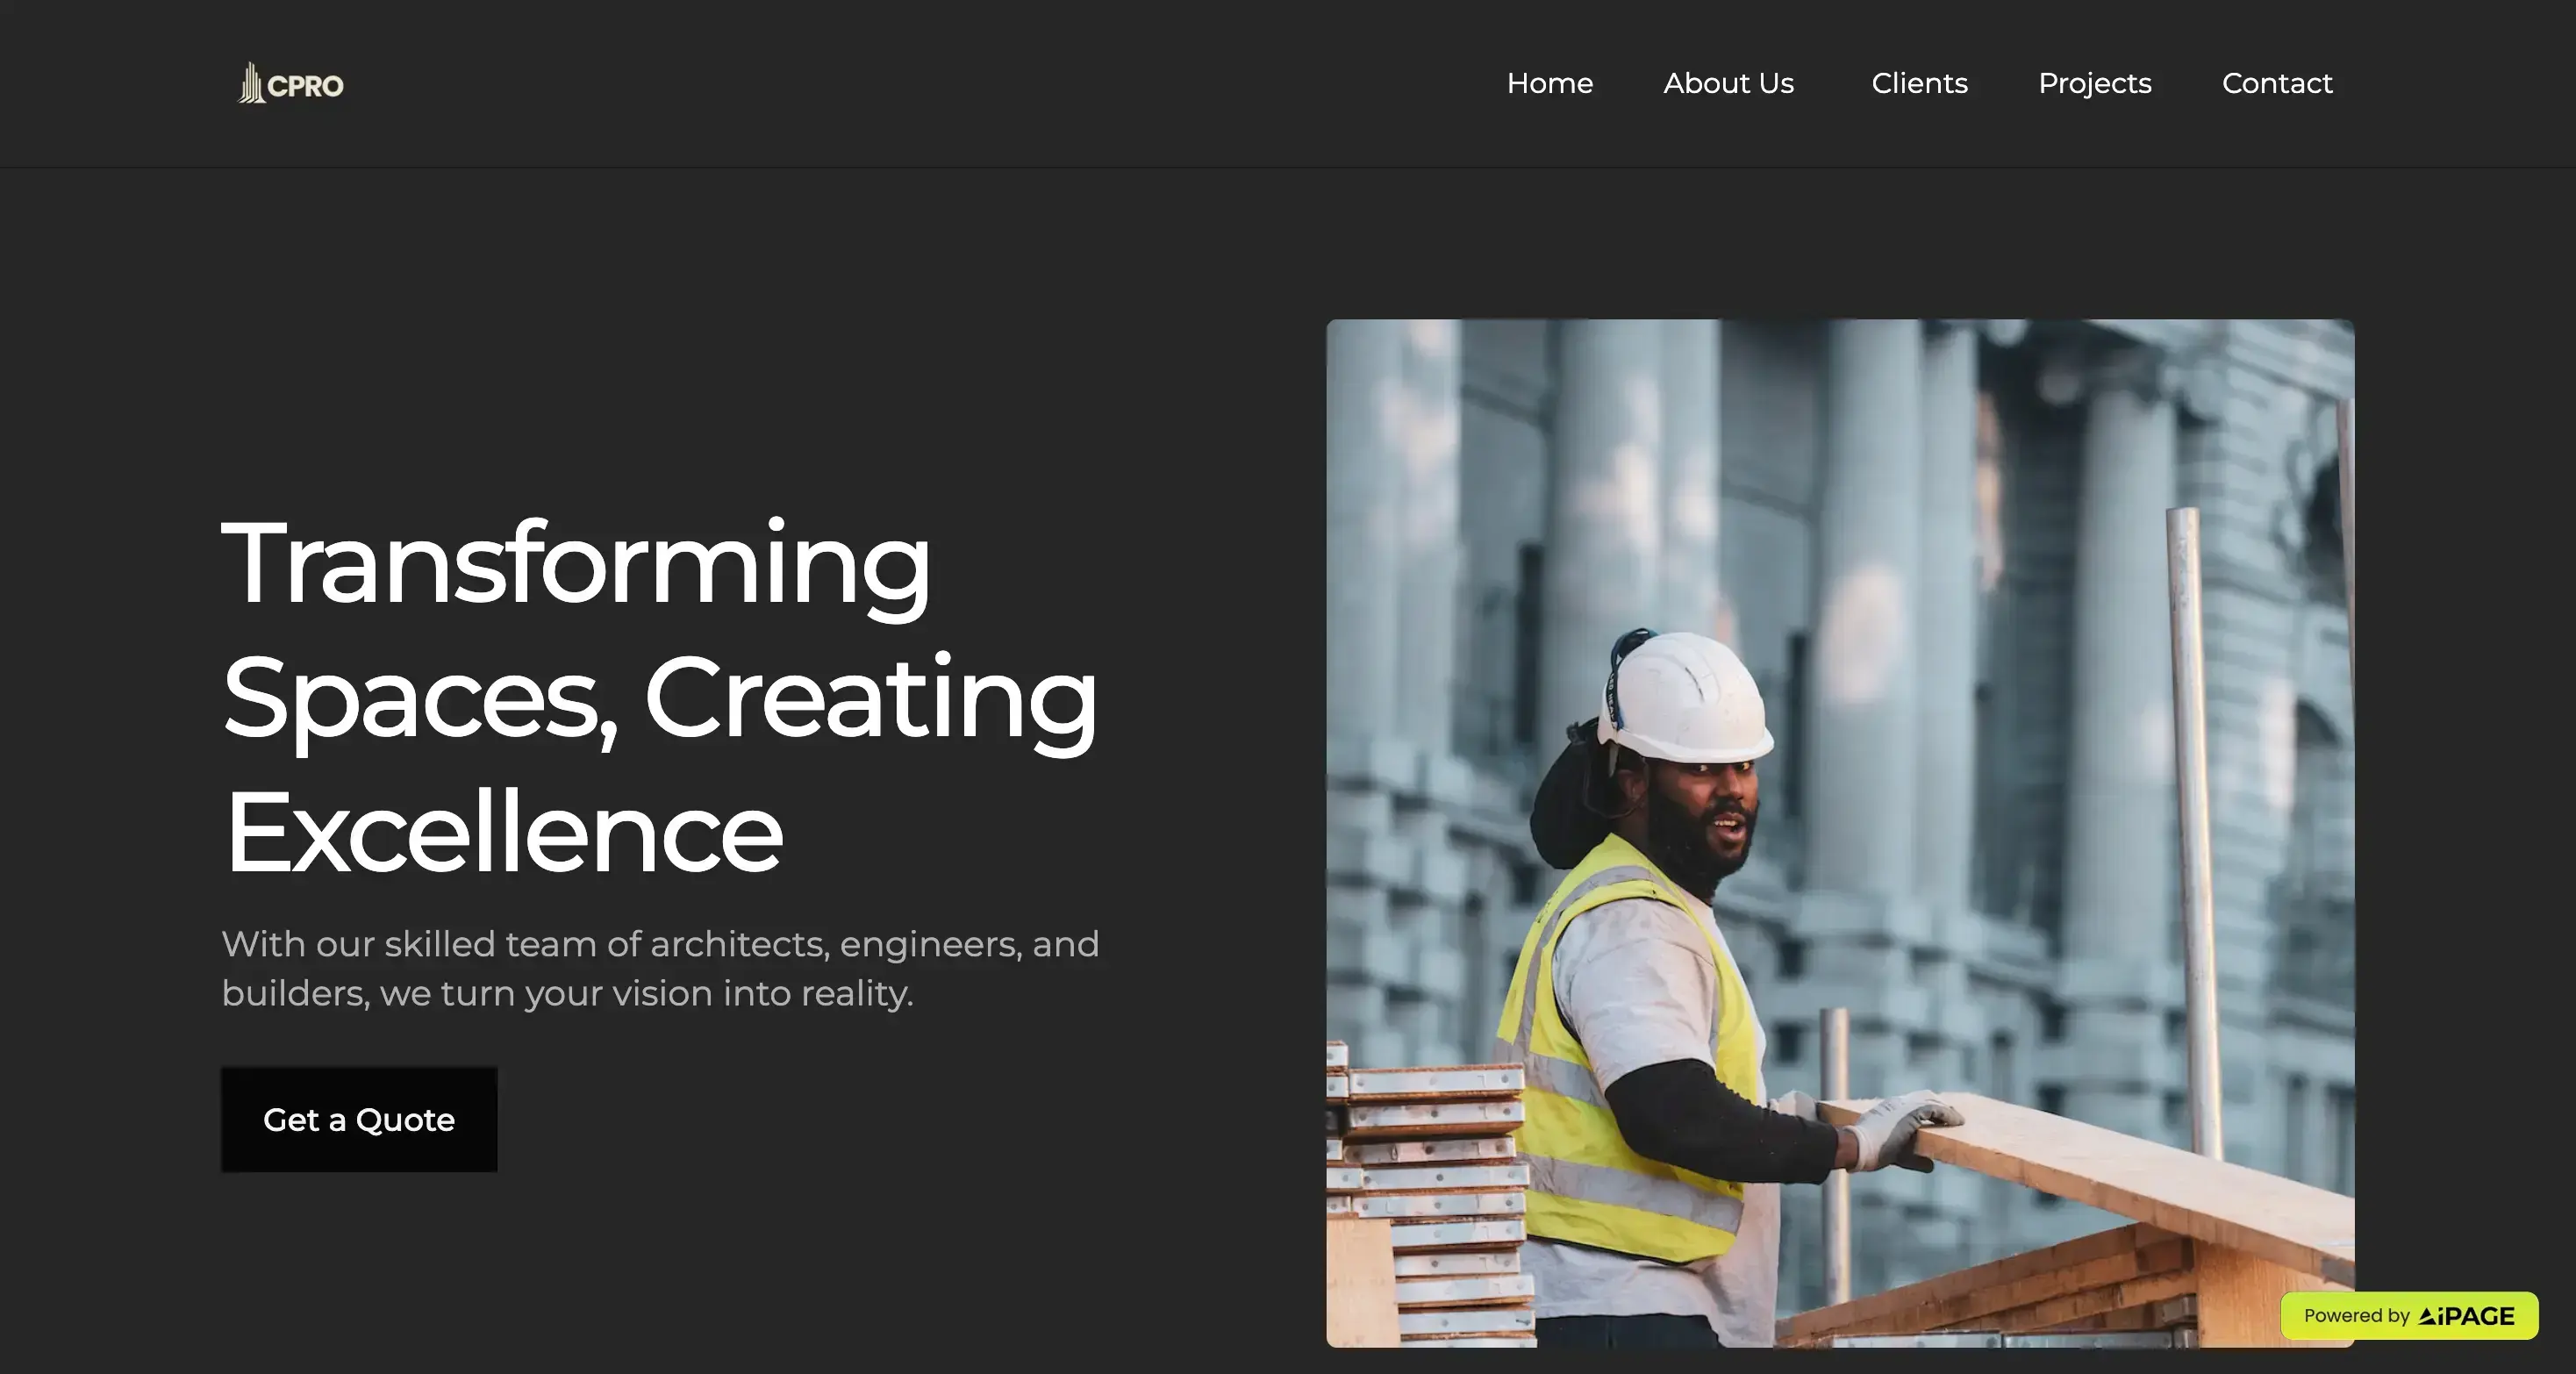 CPRO
Home About Us Clients Projects Contact
Transforming
Spaces, Creating
Excellence
With our skilled team of architects, engineers, and
builders, we turn your vision into reality.
Get a Quote
Powered by AiPAGE